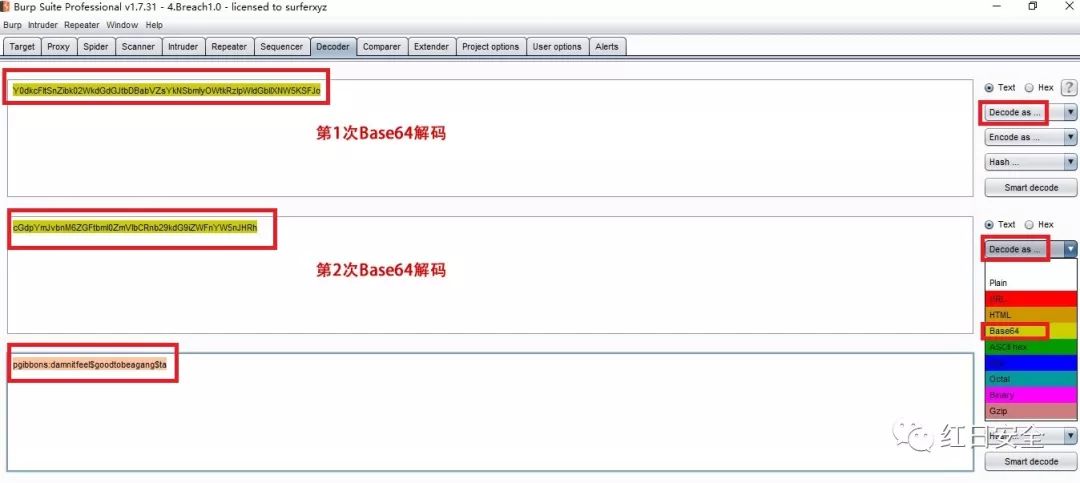 Burp Suite Professional v1.7.31 - 4.Breach1.0 - licensed to surferxyz
Burp Intruder Repeater Window Help
Target Proxy Spider Scanner Intruder Repeater Sequencer Decoder Comparer Extender Project options User options Alerts
Y0dkcFltSnZibk02WkdGdGJtbDBabVZsYkNSbmIyOWtkRzlpWldGbllXNW5KSFJo
第1次Base64解码
Text Hex ?
Decode as ...
Encode as ...
Hash ...
Smart decode
cGdpYmJvbnM6ZGFtbml0ZmVlbCRnb29kdG9iZWFnYW5nJHRh
第2次Base64解码
Text Hex
Decode as ...
Plain
URL
HTML
Base64
ASCII hex
Octal
Binary
Gzip
pgibbons:damnitfeel$goodtobeagang$ta
红日安全
Hash ...
Smart decode